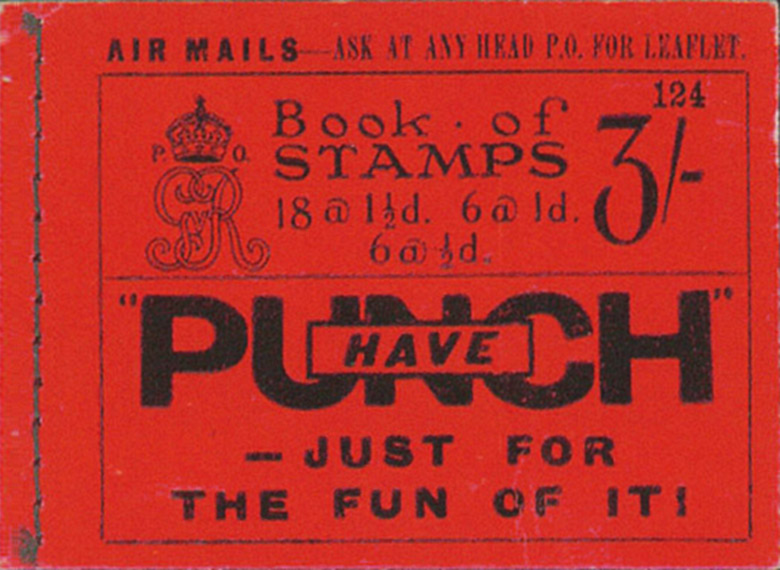 AIR MAILS—ASK AT ANY HEAD P.O. FOR LEAFLET.
124
P. O.
GR
Book · of
STAMPS
3/-
18 @ 1½d. 6 @ 1d.
6 @ ½d.
"PUNCH"
HAVE
— JUST FOR
THE FUN OF IT!